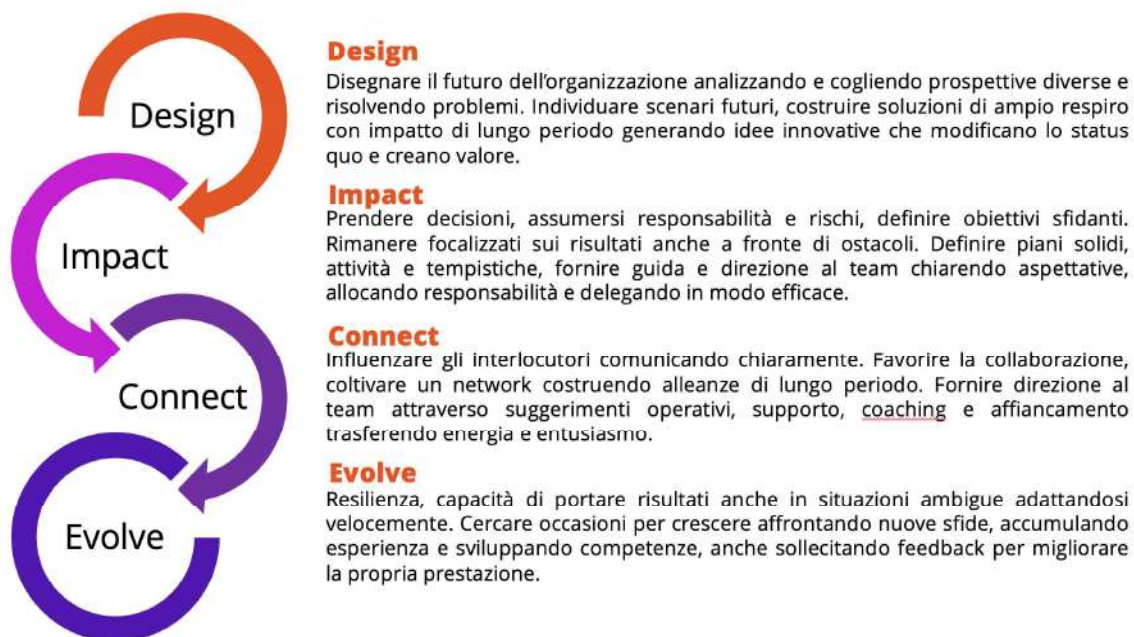 Design
Design
Disegnare il futuro dell'organizzazione analizzando e cogliendo prospettive diverse e
risolvendo problemi. Individuare scenari futuri, costruire soluzioni di ampio respiro
con impatto di lungo periodo generando idee innovative che modificano lo status
quo e creano valore.
Impact
Impact
Prendere decisioni, assumersi responsabilità e rischi, definire obiettivi sfidanti.
Rimanere focalizzati sui risultati anche a fronte di ostacoli. Definire piani solidi,
attività e tempistiche, fornire guida e direzione al team chiarendo aspettative,
allocando responsabilità e delegando in modo efficace.
Connect
Connect
Influenzare gli interlocutori comunicando chiaramente. Favorire la collaborazione,
coltivare un network costruendo alleanze di lungo periodo. Fornire direzione al
team attraverso suggerimenti operativi, supporto, coaching e affiancamento
trasferendo energia e entusiasmo.
Evolve
Evolve
Resilienza, capacità di portare risultati anche in situazioni ambigue adattandosi
velocemente. Cercare occasioni per crescere affrontando nuove sfide, accumulando
esperienza e sviluppando competenze, anche sollecitando feedback per migliorare
la propria prestazione.